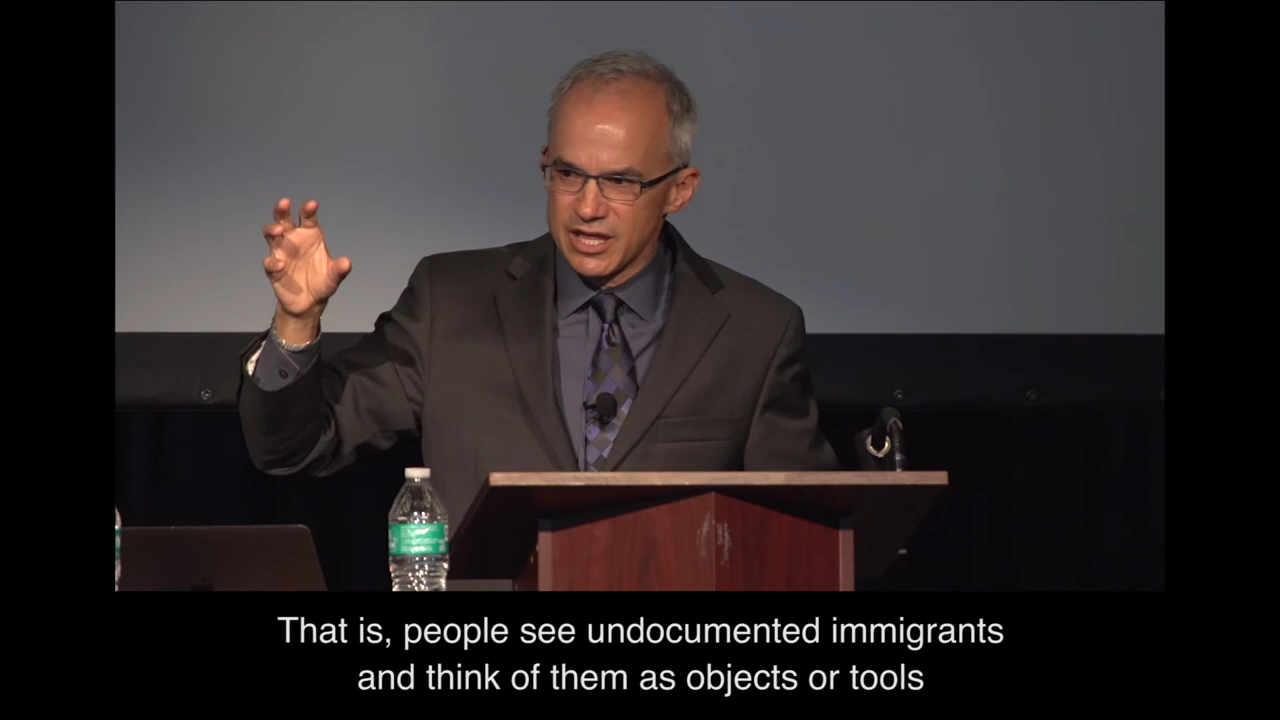 That is, people see undocumented immigrants
and think of them as objects or tools